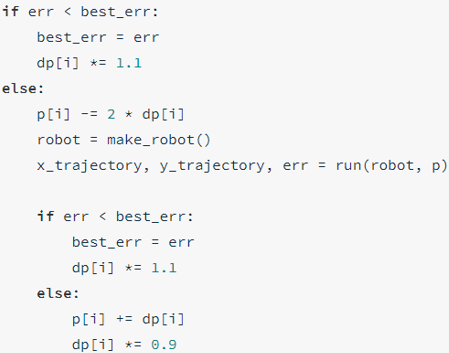 if err < best_err:
    best_err = err
    dp[i] *= 1.1
else:
    p[i] -= 2 * dp[i]
    robot = make_robot()
    x_trajectory, y_trajectory, err = run(robot, p)

    if err < best_err:
        best_err = err
        dp[i] *= 1.1
    else:
        p[i] += dp[i]
        dp[i] *= 0.9